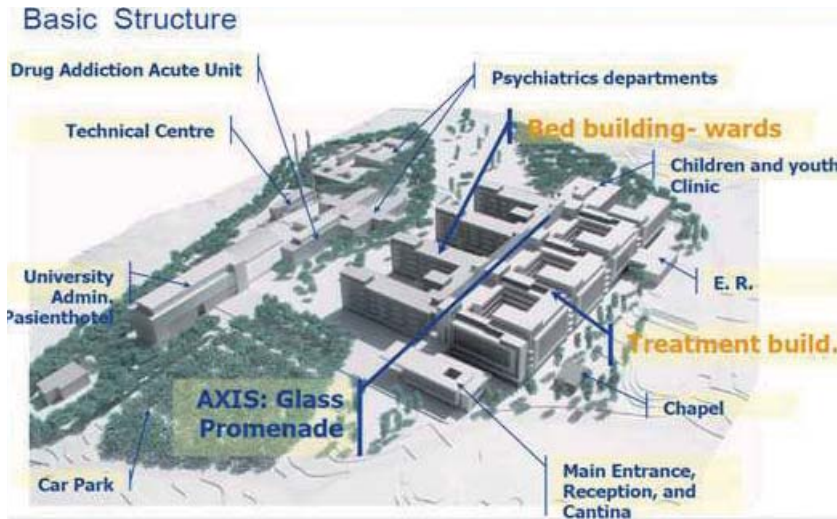 Basic Structure
Drug Addiction Acute Unit
Psychiatrics departments
Technical Centre
Bed building- wards
Children and youth
Clinic
University
Admin.
Pasienthotel
E. R.
Treatment build.
AXIS: Glass
Promenade
Chapel
Car Park
Main Entrance,
Reception, and
Cantina